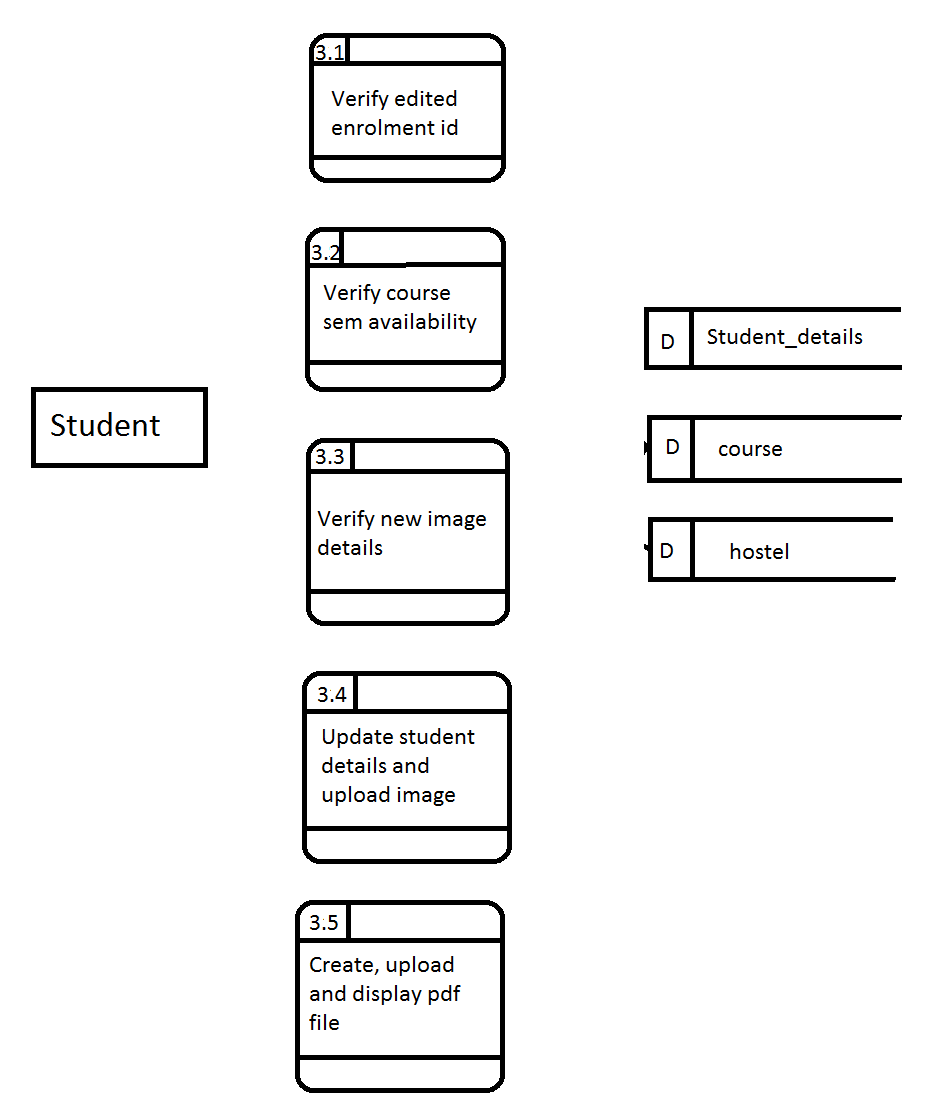 3.1
Verify edited
enrolment id
3.2
Verify course
sem availability
Student
3.3
Verify new image
details
3.4
Update student
details and
upload image
3.5
Create, upload
and display pdf
file
D Student_details
D course
D hostel